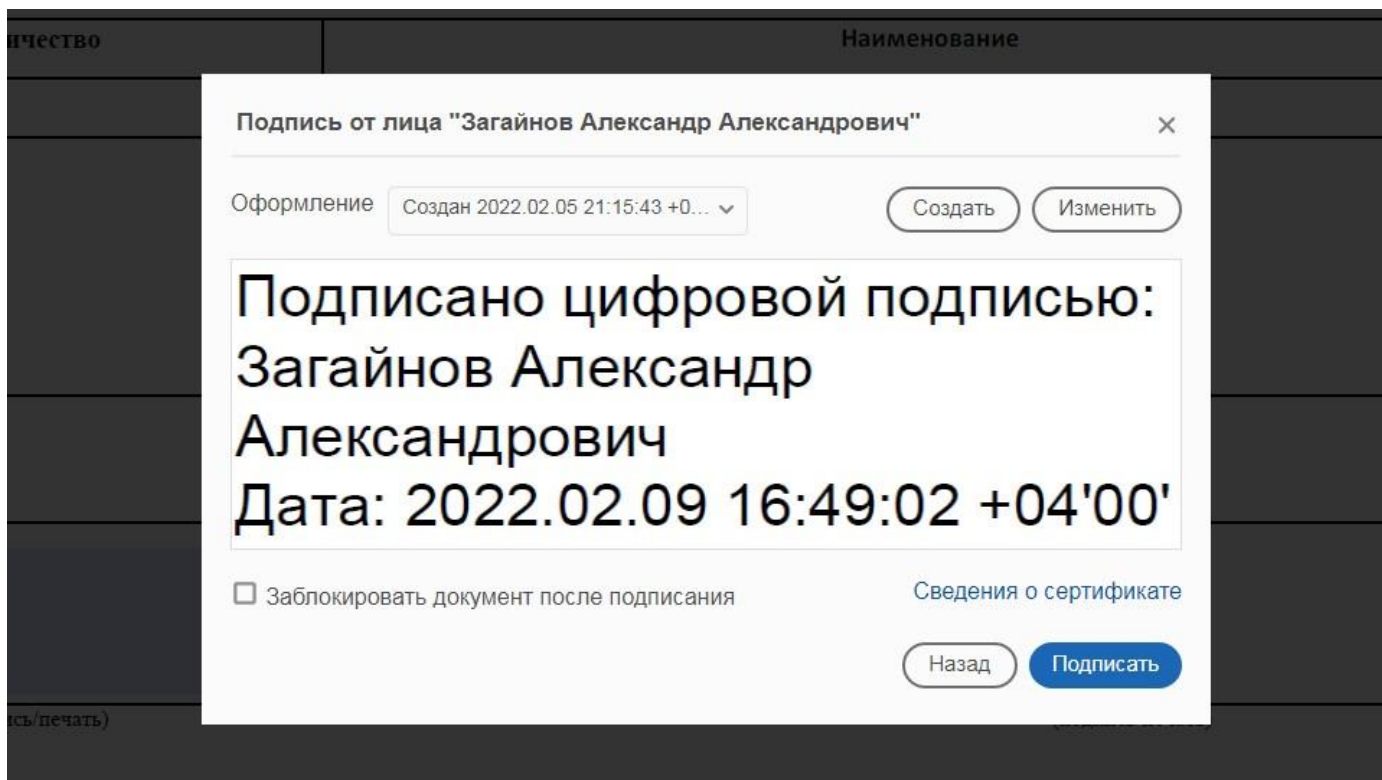 ичество
Наименование
Подпись от лица "Загайнов Александр Александрович"
Оформление
Создан 2022.02.05 21:15:43 +0...
Создать
Изменить
Подписано цифровой подписью:
Загайнов Александр
Александрович
Дата: 2022.02.09 16:49:02 +04'00'
Заблокировать документ после подписания
Сведения о сертификате
Назад
Подписать
ись/печать)